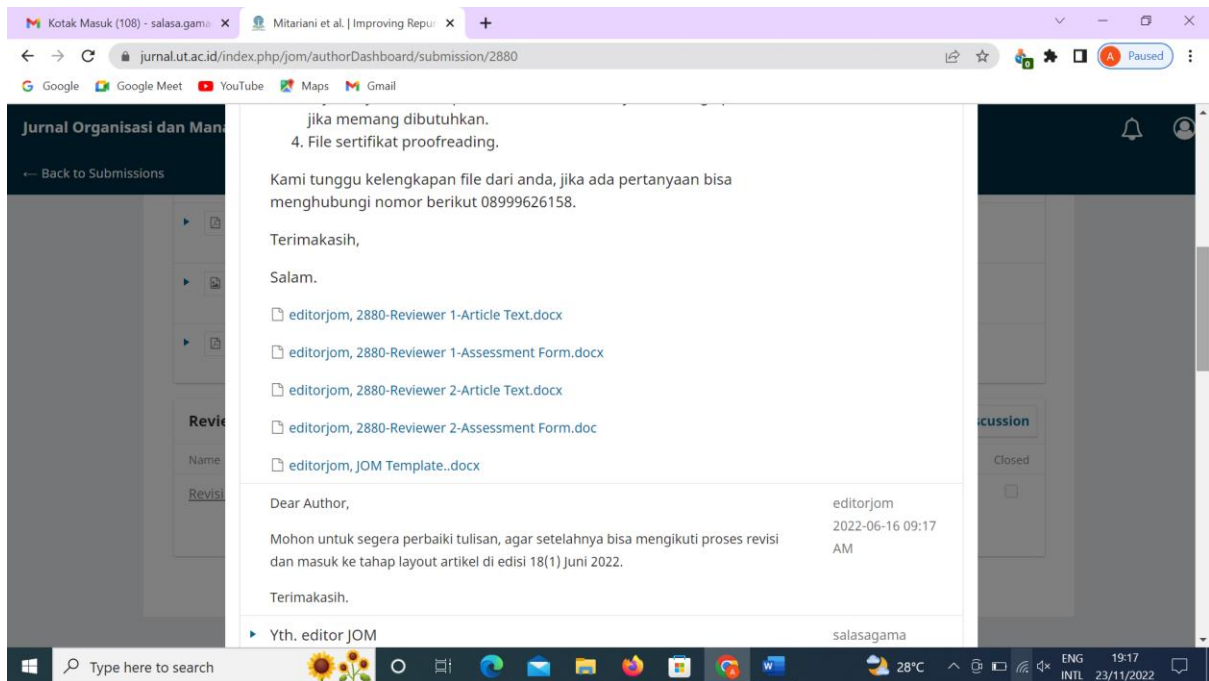 Kotak Masuk (108) - salasa.gama
Mitariani et al. | Improving Repu
jurnal.ut.ac.id/index.php/jom/authorDashboard/submission/2880
Paused
Google
Google Meet
YouTube
Maps
Gmail
Jurnal Organisasi dan Mana
← Back to Submissions
jika memang dibutuhkan.
4. File sertifikat proofreading.
Kami tunggu kelengkapan file dari anda, jika ada pertanyaan bisa
menghubungi nomor berikut 08999626158.
Terimakasih,
Salam.
editorjom, 2880-Reviewer 1-Article Text.docx
editorjom, 2880-Reviewer 1-Assessment Form.docx
editorjom, 2880-Reviewer 2-Article Text.docx
editorjom, 2880-Reviewer 2-Assessment Form.doc
editorjom, JOM Template..docx
Revie
scussion
Name
Closed
Revisi
Dear Author,
editorjom
2022-06-16 09:17
AM
Mohon untuk segera perbaiki tulisan, agar setelahnya bisa mengikuti proses revisi
dan masuk ke tahap layout artikel di edisi 18(1) Juni 2022.
Terimakasih.
Yth. editor JOM
salasagama
Type here to search
28°C
ENG
INTL
19:17
23/11/2022